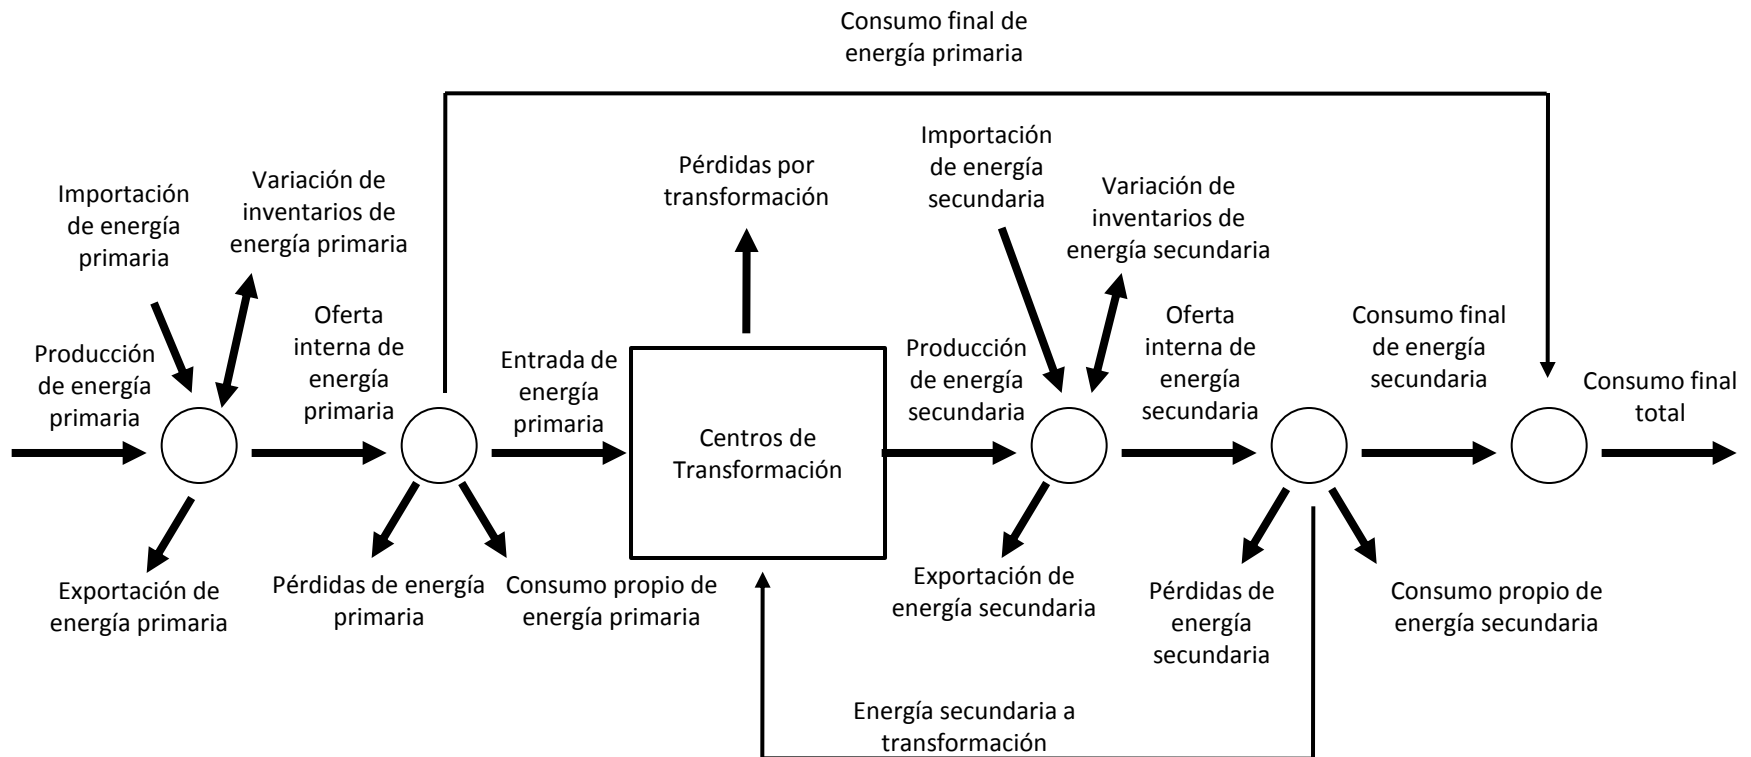 Consumo final de
energía primaria
Importación
de energía
primaria
Variación de
inventarios de
energía primaria
Pérdidas por
transformación
Importación
de energía
secundaria
Variación de
inventarios de
energía secundaria
Producción
de energía
primaria
Oferta
interna de
energía
primaria
Entrada de
energía
primaria
Centros de
Transformación
Producción
de energía
secundaria
Oferta
interna de
energía
secundaria
Consumo final
de energía
secundaria
Consumo final
total
Exportación de
energía primaria
Pérdidas de energía
primaria
Consumo propio de
energía primaria
Exportación de
energía secundaria
Pérdidas de
energía
secundaria
Consumo propio de
energía secundaria
Energía secundaria a
transformación